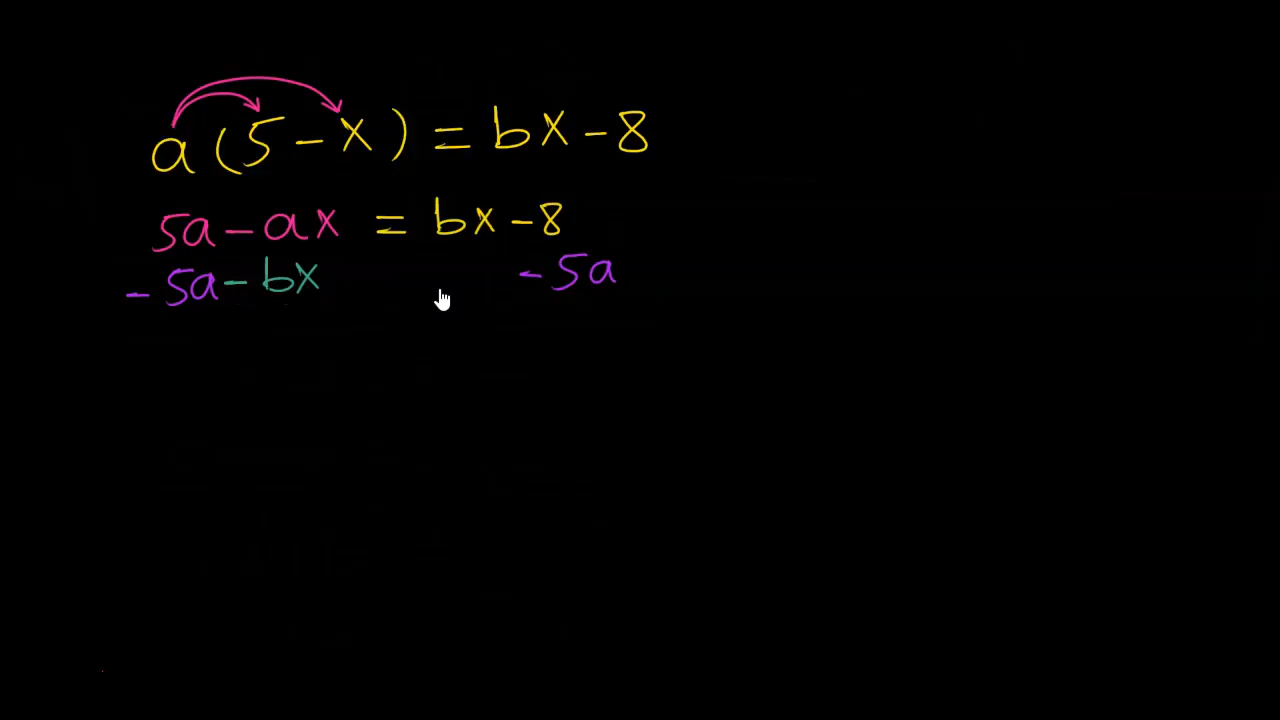 a(5-x) = bx-8
5a-ax = bx-8
-5a-bx -5a